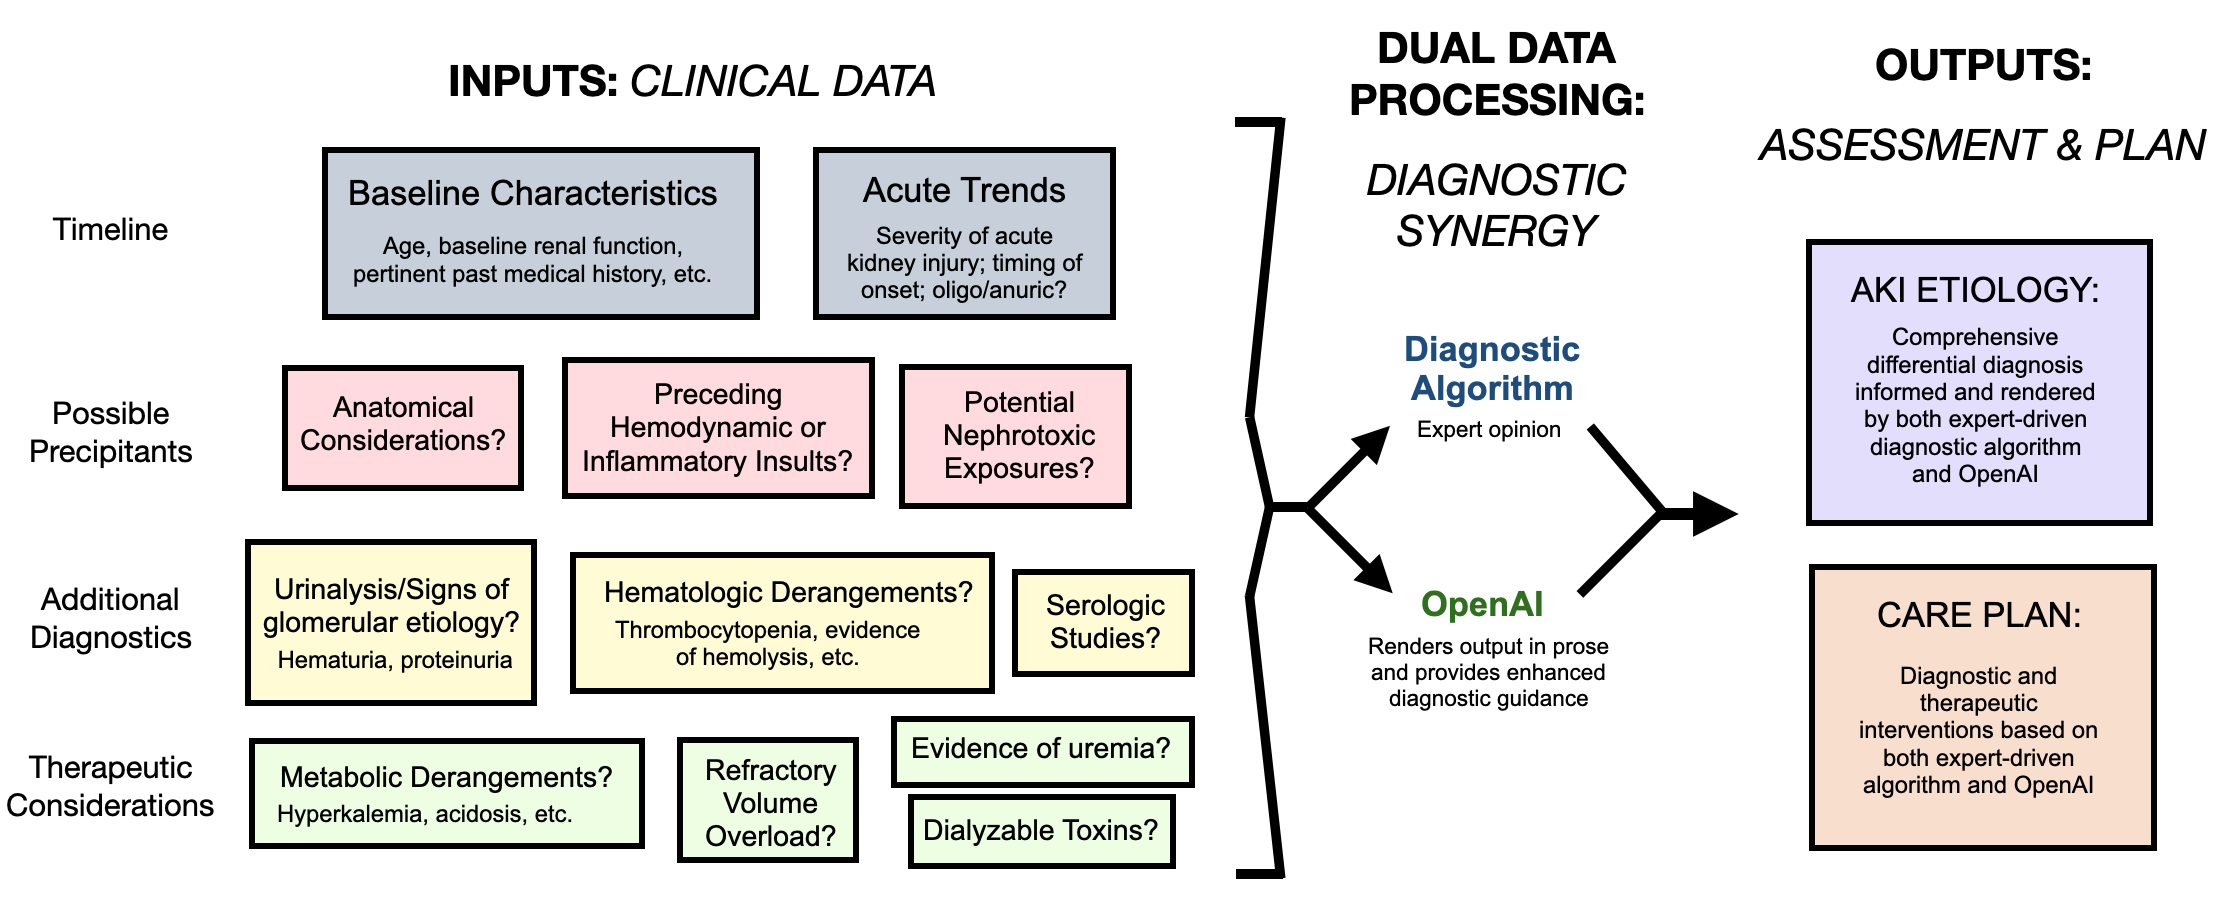 INPUTS: CLINICAL DATA
Timeline
Baseline Characteristics
Age, baseline renal function,
pertinent past medical history, etc.
Acute Trends
Severity of acute
kidney injury; timing of
onset; oligo/anuric?
Possible
Precipitants
Anatomical
Considerations?
Preceding
Hemodynamic or
Inflammatory Insults?
Potential
Nephrotoxic
Exposures?
Additional
Diagnostics
Urinalysis/Signs of
glomerular etiology?
Hematuria, proteinuria
Hematologic Derangements?
Thrombocytopenia, evidence
of hemolysis, etc.
Serologic
Studies?
Therapeutic
Considerations
Metabolic Derangements?
Hyperkalemia, acidosis, etc.
Refractory
Volume
Overload?
Evidence of uremia?
Dialyzable Toxins?
DUAL DATA
PROCESSING:
DIAGNOSTIC
SYNERGY
Diagnostic
Algorithm
Expert opinion
OpenAI
Renders output in prose
and provides enhanced
diagnostic guidance
OUTPUTS:
ASSESSMENT & PLAN
AKI ETIOLOGY:
Comprehensive
differential diagnosis
informed and rendered
by both expert-driven
diagnostic algorithm
and OpenAI
CARE PLAN:
Diagnostic and
therapeutic
interventions based on
both expert-driven
algorithm and OpenAI